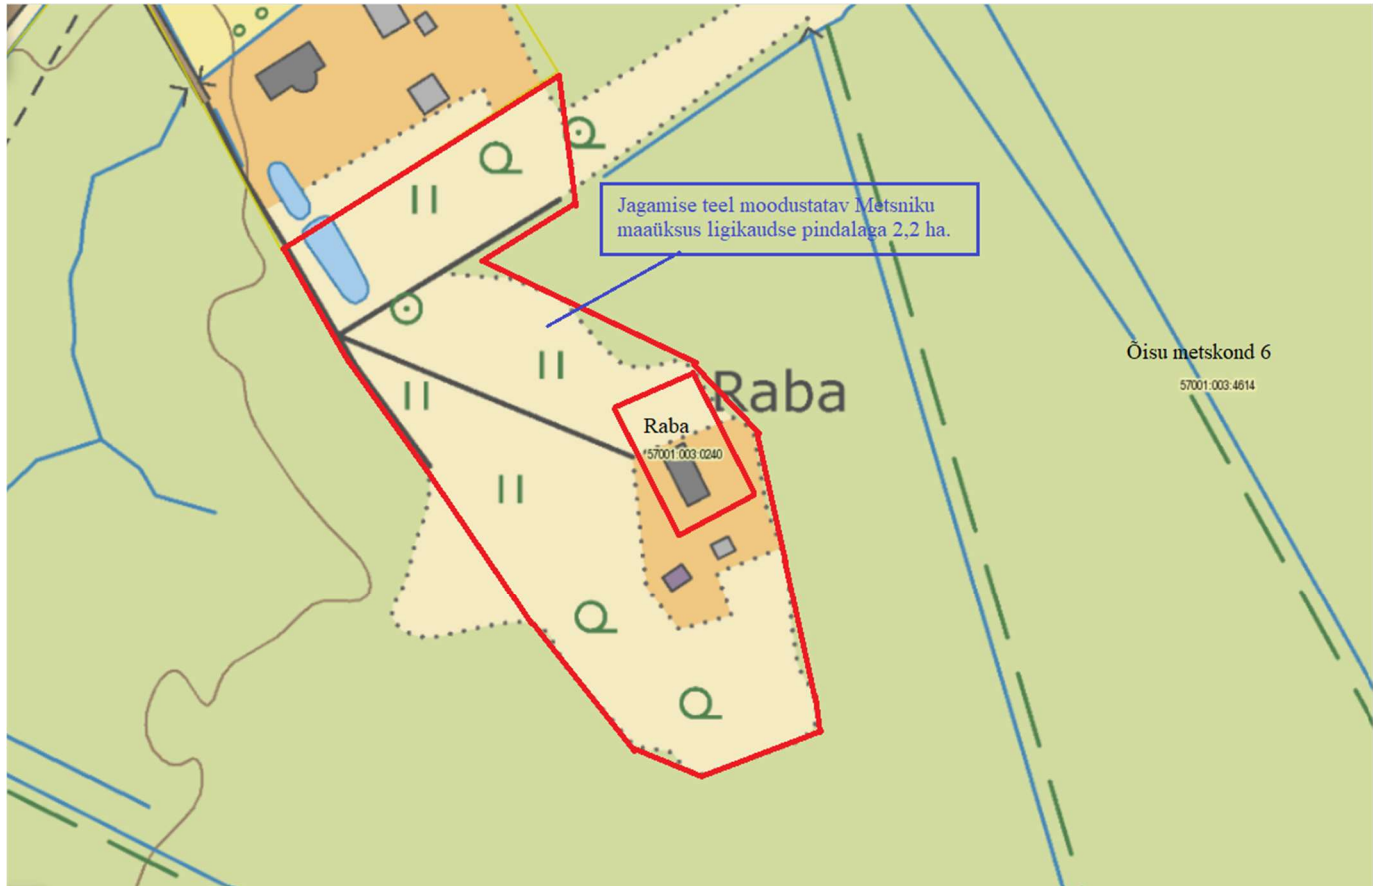 Jagamise teel moodustatav Metsniku
maaüksus ligikaudse pindalaga 2,2 ha.
Õisu metskond 6
57001:003:4614
Raba
Raba
57001:003:0240